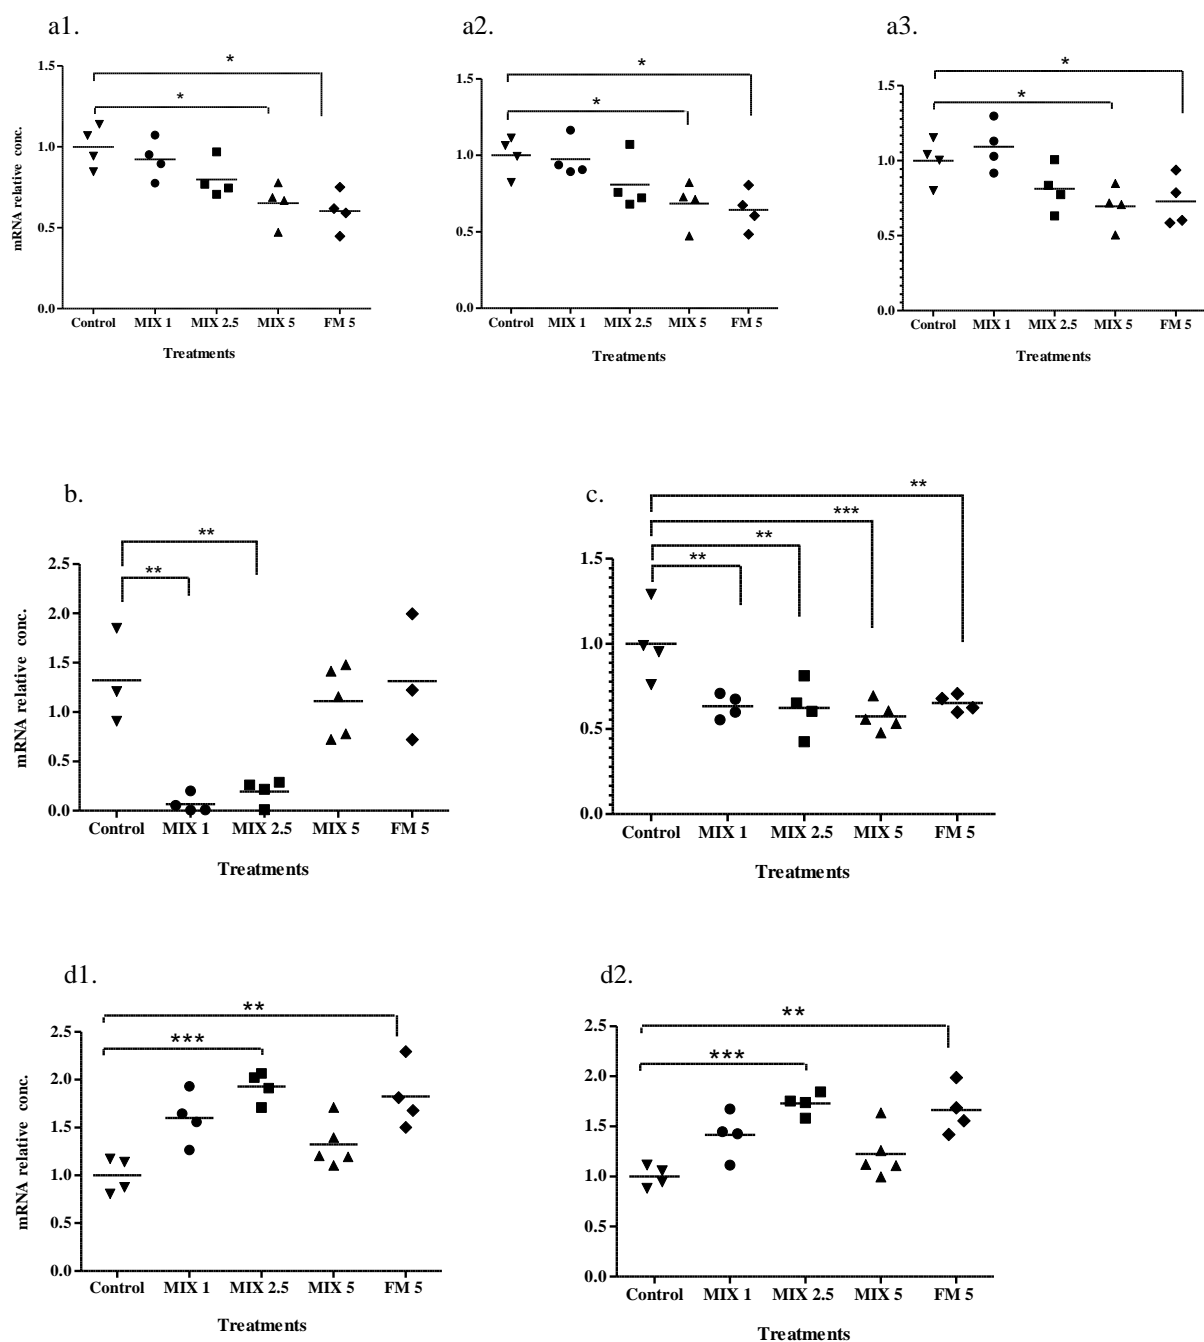 a1. a2. a3.
* * *
* * *
1.5 1.5 1.5
mRNA relative conc.
1.0 1.0 1.0
0.5 0.5 0.5
0.0 0.0 0.0
Control MIX 1 MIX 2.5 MIX 5 FM 5 Control MIX 1 MIX 2.5 MIX 5 FM 5 Control MIX 1 MIX 2.5 MIX 5 FM 5
Treatments Treatments Treatments
b.
**
**
mRNA relative conc.
2.5
2.0
1.5
1.0
0.5
0.0
Control MIX 1 MIX 2.5 MIX 5 FM 5
Treatments
c.
**
***
**
**
1.5
1.0
0.5
0.0
Control MIX 1 MIX 2.5 MIX 5 FM 5
Treatments
d1.
**
***
mRNA relative conc.
2.5
2.0
1.5
1.0
0.5
0.0
Control MIX 1 MIX 2.5 MIX 5 FM 5
Treatments
d2.
**
***
2.5
2.0
1.5
1.0
0.5
0.0
Control MIX 1 MIX 2.5 MIX 5 FM 5
Treatments